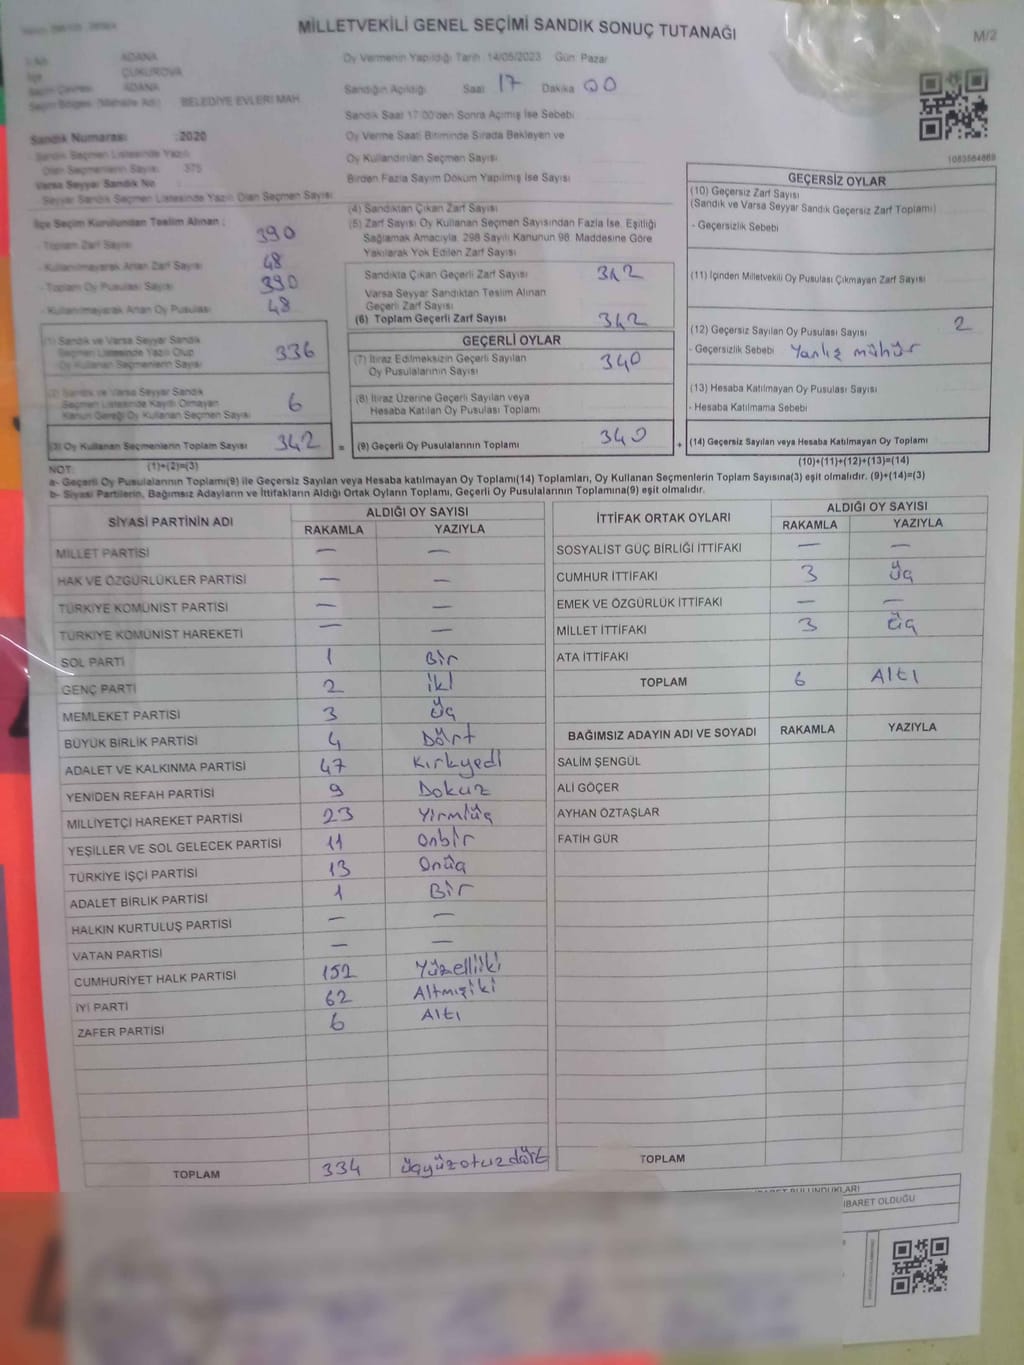 MİLLETVEKİLİ GENEL SEÇİMİ SANDIK SONUÇ TUTANAĞI
M/2
ADANA
ÇUKUROVA
ADANA
BELEDİYE EVLERİ MAH.
Sandık Numarası :2020
- Sandık Seçmen Listesinde Yazılı
Olan Seçmenlerin Sayısı 375
Varsa Seyyar Sandık No
Seyyar Sandık Seçmen Listesinde Yazılı Olan Seçmen Sayısı
Oy Vermenin Yapıldığı Tarih :14/05/2023 Gün: Pazar
Sandığın Açıldığı Saat 17 Dakika 00
Sandık Saat 17:00'den Sonra Açılmış İse Sebebi
Oy Verme Saati Bitiminde Sırada Bekleyen ve
Oy Kullandırılan Seçmen Sayısı
Birden Fazla Sayım Döküm Yapılmış İse Sayısı
1083564869
İlçe Seçim Kurulundan Teslim Alınan :
- Toplam Zarf Sayısı 390
- Kullanılmayarak Artan Zarf Sayısı 48
- Toplam Oy Pusulası Sayısı 390
- Kullanılmayarak Artan Oy Pusulası 48
(1) Sandık ve Varsa Seyyar Sandık
Seçmen Listesinde Yazılı Olup
Oy Kullanan Seçmenlerin Sayısı 336
(2) Sandık ve Varsa Seyyar Sandık
Seçmen Listesinde Kayıtlı Olmayan
Kanun Gereği Oy Kullanan Seçmen Sayısı 6
(3) Oy Kullanan Seçmenlerin Toplam Sayısı 342 =
(1)+(2)=(3)
(4) Sandıktan Çıkan Zarf Sayısı
(5) Zarf Sayısı Oy Kullanan Seçmen Sayısından Fazla İse, Eşitliği
Sağlamak Amacıyla, 298 Sayılı Kanunun 98. Maddesine Göre
Yakılarak Yok Edilen Zarf Sayısı
Sandıkta Çıkan Geçerli Zarf Sayısı 342
Varsa Seyyar Sandıktan Teslim Alınan
Geçerli Zarf Sayısı
(6) Toplam Geçerli Zarf Sayısı 342
GEÇERLİ OYLAR
(7) İtiraz Edilmeksizin Geçerli Sayılan
Oy Pusulalarının Sayısı 340
(8) İtiraz Üzerine Geçerli Sayılan veya
Hesaba Katılan Oy Pusulası Toplamı
(9) Geçerli Oy Pusulalarının Toplamı 340 +
GEÇERSİZ OYLAR
(10) Geçersiz Zarf Sayısı
(Sandık ve Varsa Seyyar Sandık Geçersiz Zarf Toplamı)
- Geçersizlik Sebebi
(11) İçinden Milletvekili Oy Pusulası Çıkmayan Zarf Sayısı
(12) Geçersiz Sayılan Oy Pusulası Sayısı 2
- Geçersizlik Sebebi Yanlış mühür
(13) Hesaba Katılmayan Oy Pusulası Sayısı
- Hesaba Katılmama Sebebi
(14) Geçersiz Sayılan veya Hesaba Katılmayan Oy Toplamı
(10)+(11)+(12)+(13)=(14)
NOT:
a- Geçerli Oy Pusulalarının Toplamı(9) ile Geçersiz Sayılan veya Hesaba katılmayan Oy Toplamı(14) Toplamları, Oy Kullanan Seçmenlerin Toplam Sayısına(3) eşit olmalıdır. (9)+(14)=(3)
b- Siyasi Partilerin, Bağımsız Adayların ve İttifakların Aldığı Ortak Oyların Toplamı, Geçerli Oy Pusulalarının Toplamına(9) eşit olmalıdır.
SİYASİ PARTİNİN ADI ALDIĞI OY SAYISI
RAKAMLA YAZIYLA
MİLLET PARTİSİ — —
HAK VE ÖZGÜRLÜKLER PARTİSİ — —
TÜRKİYE KOMÜNİST PARTİSİ — —
TÜRKİYE KOMÜNİST HAREKETİ — —
SOL PARTİ 1 Bir
GENÇ PARTİ 2 iki
MEMLEKET PARTİSİ 3 Üç
BÜYÜK BİRLİK PARTİSİ 4 Dört
ADALET VE KALKINMA PARTİSİ 47 Kırkyedi
YENİDEN REFAH PARTİSİ 9 Dokuz
MİLLİYETÇİ HAREKET PARTİSİ 23 Yirmiüç
YEŞİLLER VE SOL GELECEK PARTİSİ 11 Onbir
TÜRKİYE İŞÇİ PARTİSİ 13 Onüç
ADALET BİRLİK PARTİSİ 1 Bir
HALKIN KURTULUŞ PARTİSİ — —
VATAN PARTİSİ — —
CUMHURİYET HALK PARTİSİ 152 Yüzelliiki
İYİ PARTİ 62 Altmışiki
ZAFER PARTİSİ 6 Altı
TOPLAM 334 üçyüzotuzdört
İTTİFAK ORTAK OYLARI ALDIĞI OY SAYISI
RAKAMLA YAZIYLA
SOSYALİST GÜÇ BİRLİĞİ İTTİFAKI — —
CUMHUR İTTİFAKI 3 Üç
EMEK VE ÖZGÜRLÜK İTTİFAKI — —
MİLLET İTTİFAKI 3 Üç
ATA İTTİFAKI
TOPLAM 6 Altı
BAĞIMSIZ ADAYIN ADI VE SOYADI RAKAMLA YAZIYLA
SALİM ŞENGÜL
ALİ GÖÇER
AYHAN ÖZTAŞLAR
FATİH GÜR
TOPLAM
İBARET OLDUĞU